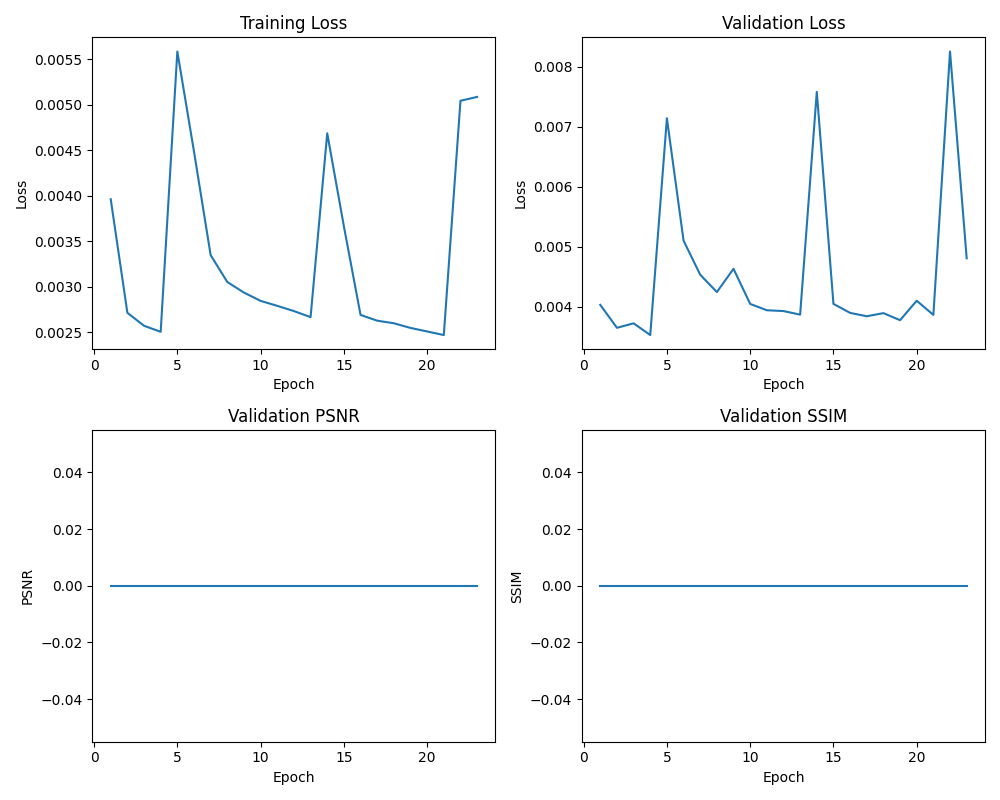 Training Loss
Validation Loss
0.0055
0.0050
0.0045
0.0040
0.0035
0.0030
0.0025
Loss
0 5 10 15 20
Epoch
0.008
0.007
0.006
0.005
0.004
Loss
0 5 10 15 20
Epoch
Validation PSNR
Validation SSIM
0.04
0.02
0.00
−0.02
−0.04
PSNR
0 5 10 15 20
Epoch
0.04
0.02
0.00
−0.02
−0.04
SSIM
0 5 10 15 20
Epoch